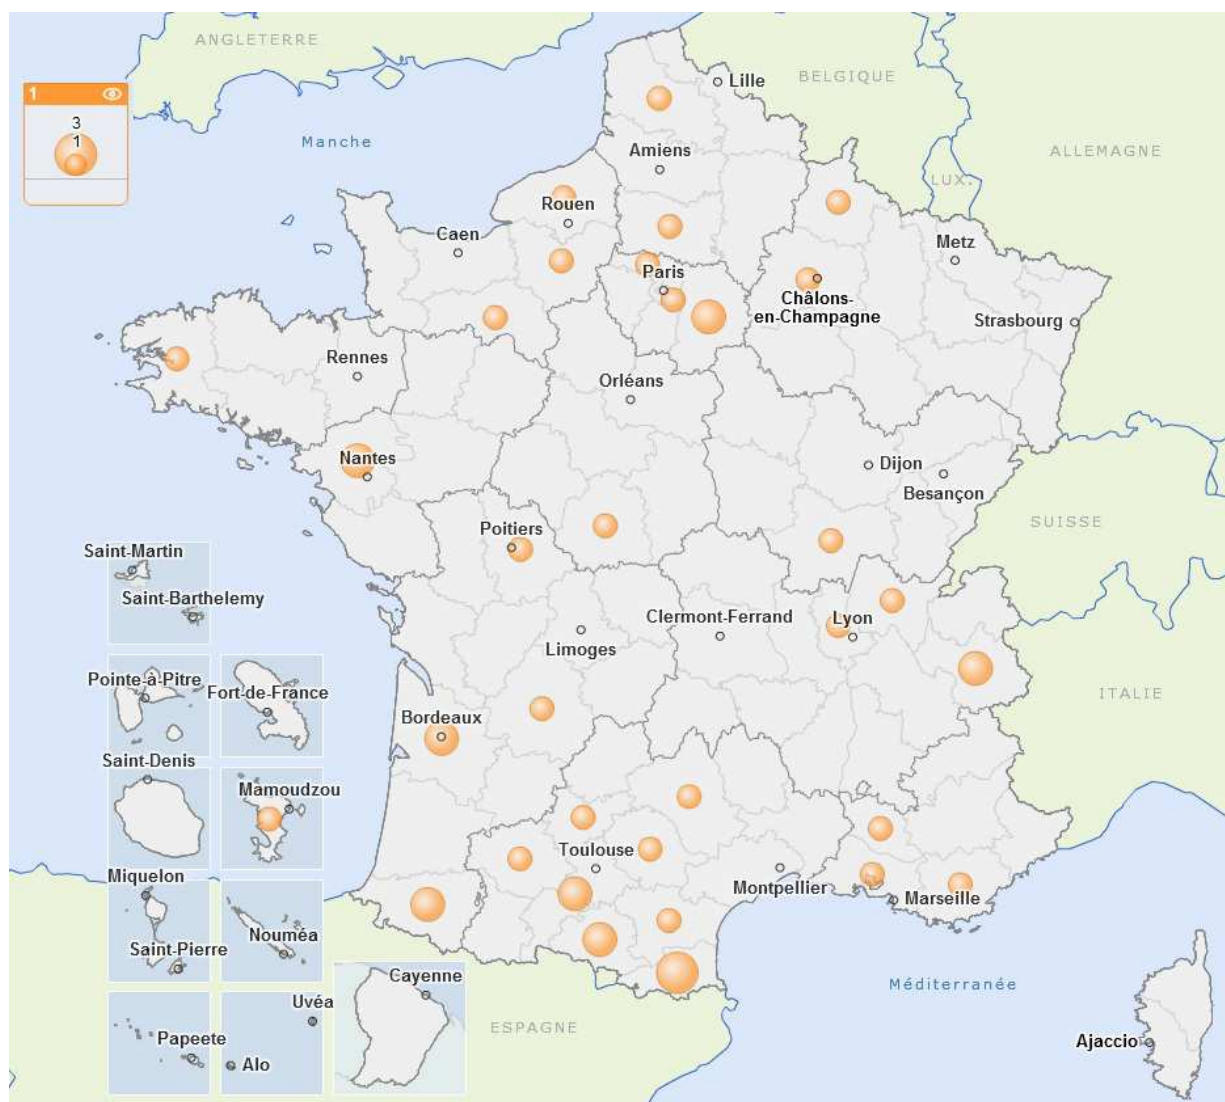 ANGLETERRE
BELGIQUE
Lille
1
3
1
Manche
Amiens
ALLEMAGNE
LUX.
Rouen
Caen
Metz
Paris
Châlons-
en-Champagne
Strasbourg
Rennes
Orléans
Nantes
Dijon
Besançon
Poitiers
SUISSE
Saint-Martin
Saint-Barthelemy
Clermont-Ferrand
Lyon
Limoges
Pointe-à-Pitre
Fort-de-France
ITALIE
Bordeaux
Saint-Denis
Mamoudzou
Toulouse
Miquelon
Montpellier
Marseille
Nouméa
Saint-Pierre
Cayenne
Méditerranée
Uvéa
ESPAGNE
Papeete
Alo
Ajaccio